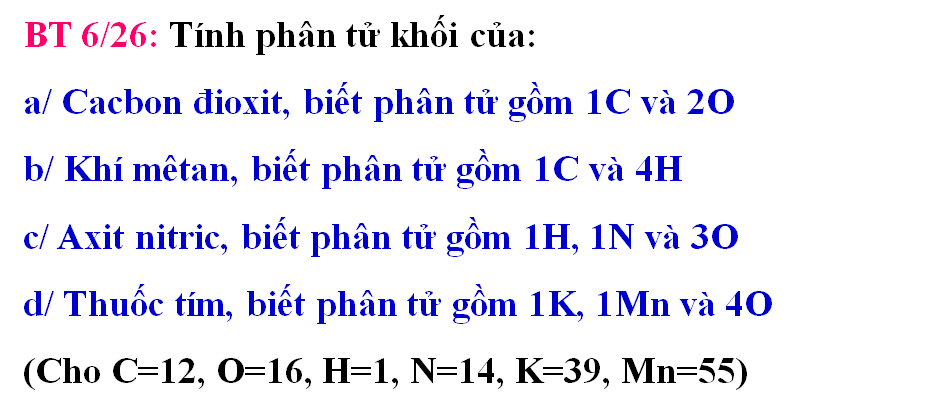 BT 6/26: Tính phân tử khối của:
a/ Cacbon đioxit, biết phân tử gồm 1C và 2O
b/ Khí mêtan, biết phân tử gồm 1C và 4H
c/ Axit nitric, biết phân tử gồm 1H, 1N và 3O
d/ Thuốc tím, biết phân tử gồm 1K, 1Mn và 4O
(Cho C=12, O=16, H=1, N=14, K=39, Mn=55)